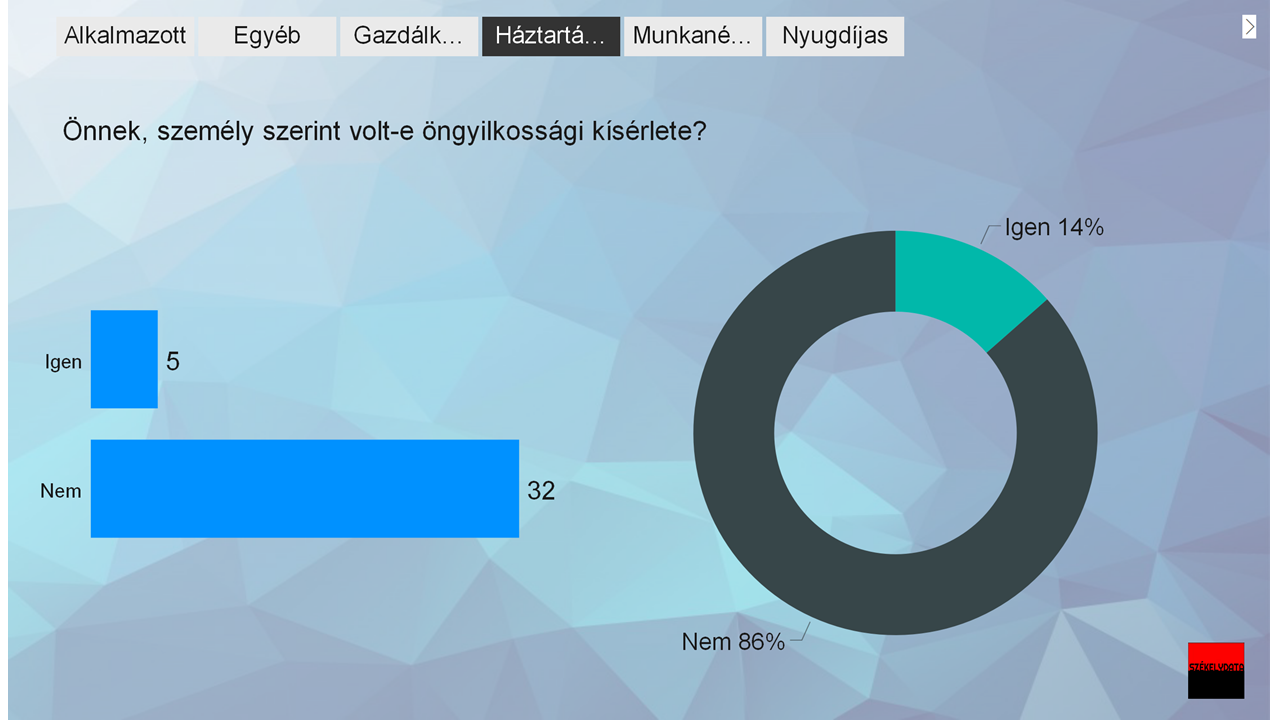 Alkalmazott Egyéb Gazdálk... Háztartá... Munkané... Nyugdíjas
Önnek, személy szerint volt-e öngyilkossági kísérlete?
Igen 14%
Igen 5
Nem 32
Nem 86%
SZÉKELYDATA